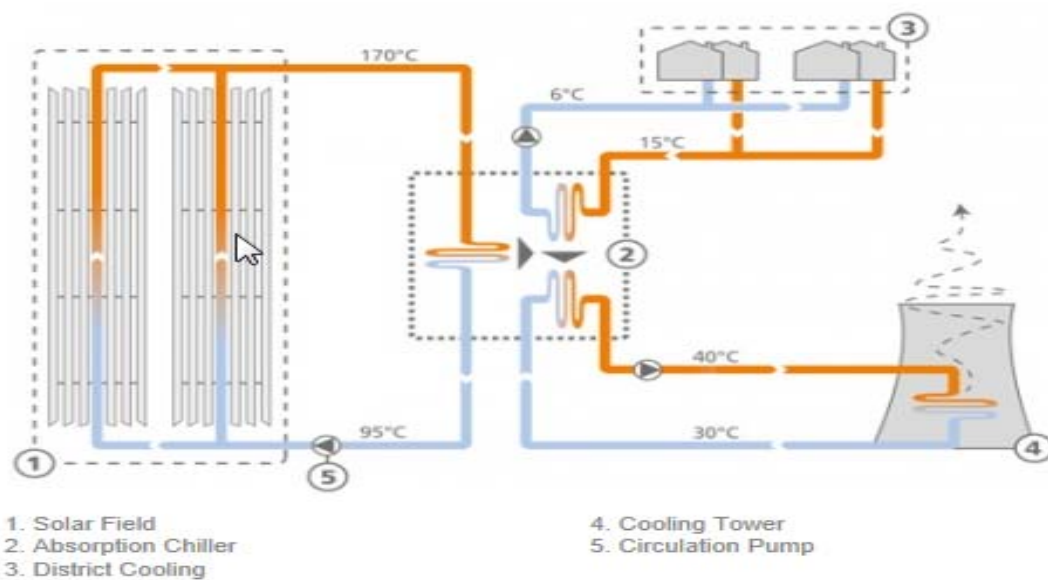 3
170°C
6°C
15°C
2
40°C
95°C
30°C
1
5
4
1. Solar Field
2. Absorption Chiller
3. District Cooling
4. Cooling Tower
5. Circulation Pump